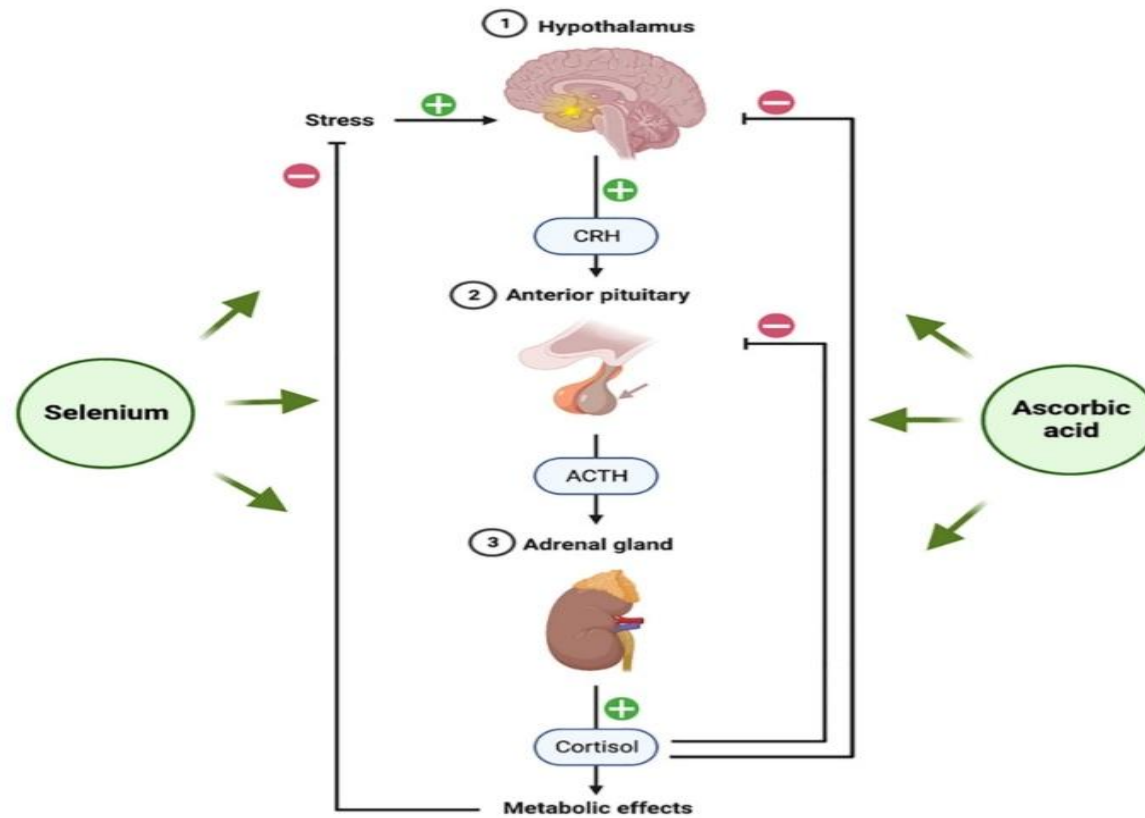 1 Hypothalamus
Stress
CRH
2 Anterior pituitary
Selenium
Ascorbic
acid
ACTH
3 Adrenal gland
Cortisol
Metabolic effects